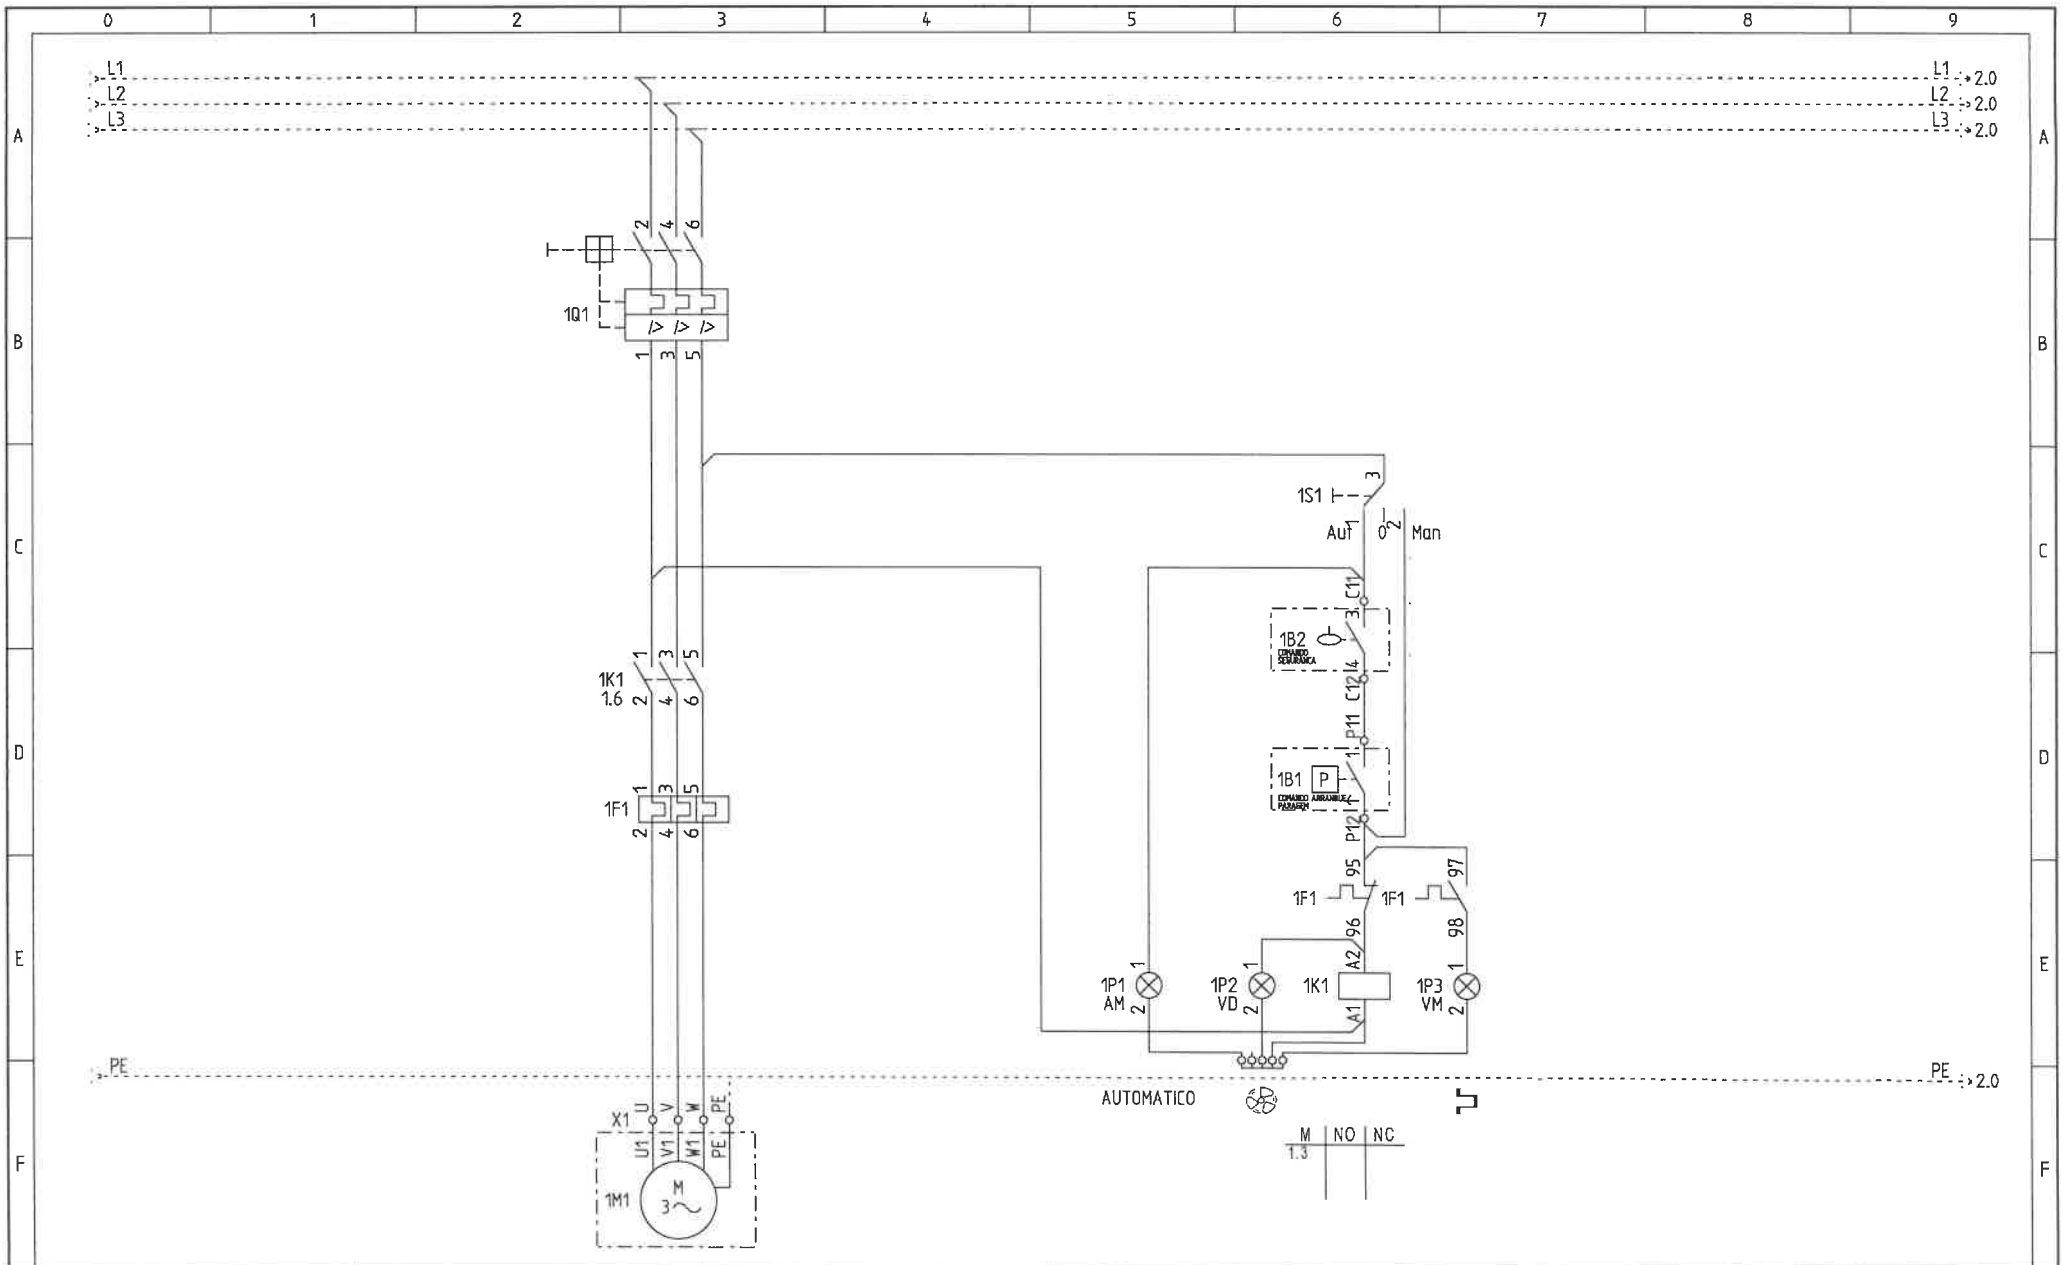 0 1 2 3 4 5 6 7 8 9
L1 L1 2.0
L2 L2 2.0
L3 L3 2.0
A A
2 4 6
1Q1
B B
1 3 5
3
1S1
Aut 1 0 2 Man
C C
C11
3
1B2
COMANDO
SEGURANCA
4
C12
1 3 5
1K1
1.6
2 4 6
P11
D D
1
1B1 P
COMANDO ARRANQUE/
PARAGEM
P12
1 3 5
1F1
2 4 6
95 97
1F1 1F1
96 98
E E
1 1 A2 1
1P1 1P2 1K1 1P3
AM VD VM
2 2 A1 2
PE PE 2.0
AUTOMATICO
U V W PE
X1
U1 V1 W1 PE
M NO NC
1.3
F F
1M1
M
3